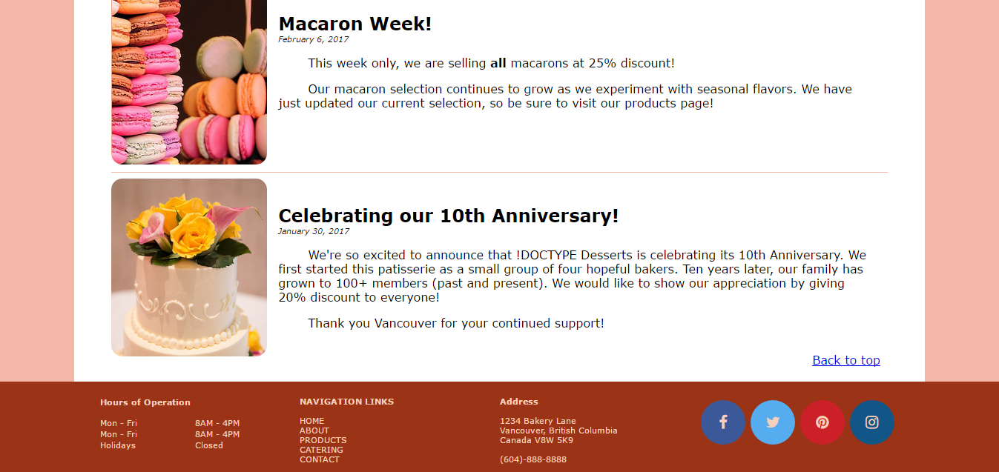 Macaron Week!
February 6, 2017
This week only, we are selling all macarons at 25% discount!
Our macaron selection continues to grow as we experiment with seasonal flavors. We have
just updated our current selection, so be sure to visit our products page!
Celebrating our 10th Anniversary!
January 30, 2017
We're so excited to announce that !DOCTYPE Desserts is celebrating its 10th Anniversary. We
first started this patisserie as a small group of four hopeful bakers. Ten years later, our family has
grown to 100+ members (past and present). We would like to show our appreciation by giving
20% discount to everyone!
Thank you Vancouver for your continued support!
Back to top
Hours of Operation
Mon - Fri 8AM - 4PM
Mon - Fri 8AM - 4PM
Holidays Closed
NAVIGATION LINKS
HOME
ABOUT
PRODUCTS
CATERING
CONTACT
Address
1234 Bakery Lane
Vancouver, British Columbia
Canada V8W 5K9
(604)-888-8888